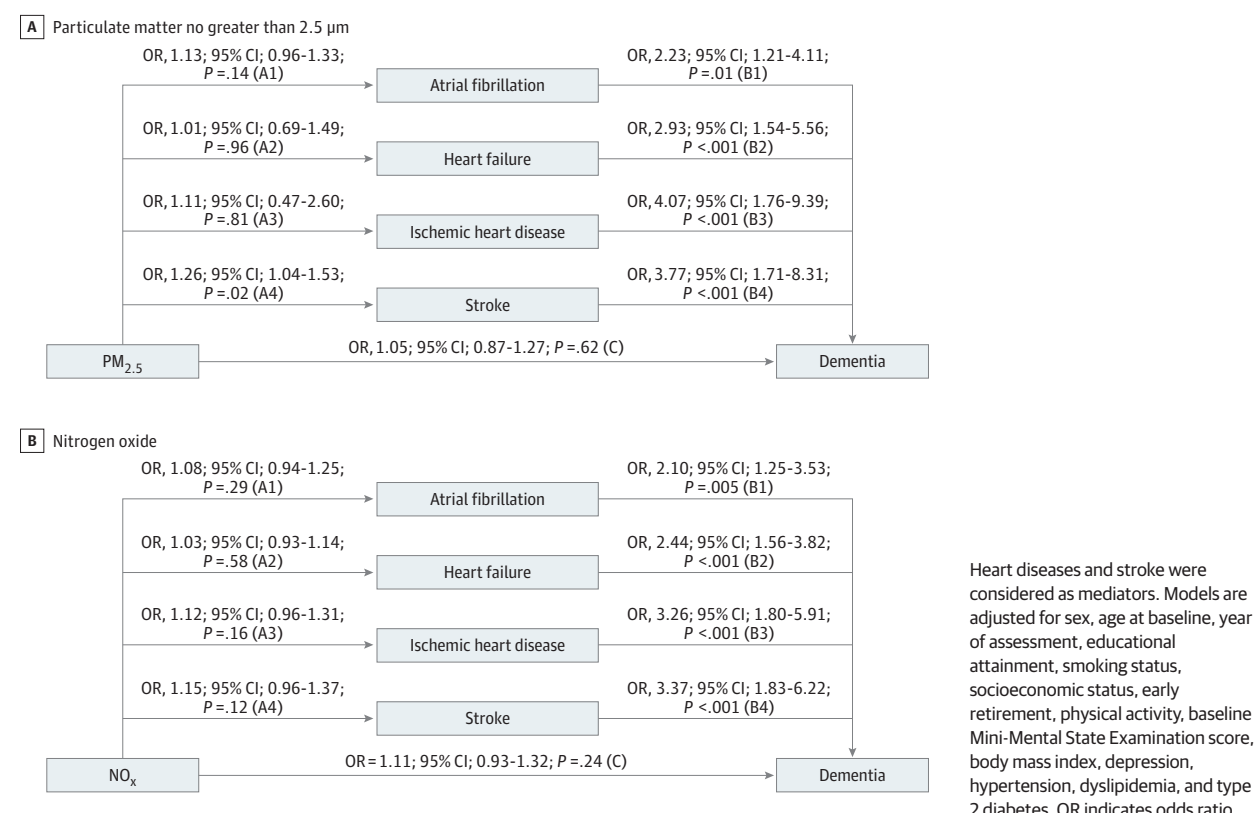 A Particulate matter no greater than 2.5 µm
OR, 1.13; 95% CI; 0.96-1.33;
P =.14 (A1)
Atrial fibrillation
OR, 2.23; 95% CI; 1.21-4.11;
P =.01 (B1)
OR, 1.01; 95% CI; 0.69-1.49;
P =.96 (A2)
Heart failure
OR, 2.93; 95% CI; 1.54-5.56;
P <.001 (B2)
OR, 1.11; 95% CI; 0.47-2.60;
P =.81 (A3)
Ischemic heart disease
OR, 4.07; 95% CI; 1.76-9.39;
P <.001 (B3)
OR, 1.26; 95% CI; 1.04-1.53;
P =.02 (A4)
Stroke
OR, 3.77; 95% CI; 1.71-8.31;
P <.001 (B4)
PM2.5
OR, 1.05; 95% CI; 0.87-1.27; P =.62 (C)
Dementia
B Nitrogen oxide
OR, 1.08; 95% CI; 0.94-1.25;
P =.29 (A1)
Atrial fibrillation
OR, 2.10; 95% CI; 1.25-3.53;
P =.005 (B1)
OR, 1.03; 95% CI; 0.93-1.14;
P =.58 (A2)
Heart failure
OR, 2.44; 95% CI; 1.56-3.82;
P <.001 (B2)
OR, 1.12; 95% CI; 0.96-1.31;
P =.16 (A3)
Ischemic heart disease
OR, 3.26; 95% CI; 1.80-5.91;
P <.001 (B3)
OR, 1.15; 95% CI; 0.96-1.37;
P =.12 (A4)
Stroke
OR, 3.37; 95% CI; 1.83-6.22;
P <.001 (B4)
NOx
OR = 1.11; 95% CI; 0.93-1.32; P =.24 (C)
Dementia
Heart diseases and stroke were
considered as mediators. Models are
adjusted for sex, age at baseline, year
of assessment, educational
attainment, smoking status,
socioeconomic status, early
retirement, physical activity, baseline
Mini-Mental State Examination score,
body mass index, depression,
hypertension, dyslipidemia, and type
2 diabetes. OR indicates odds ratio